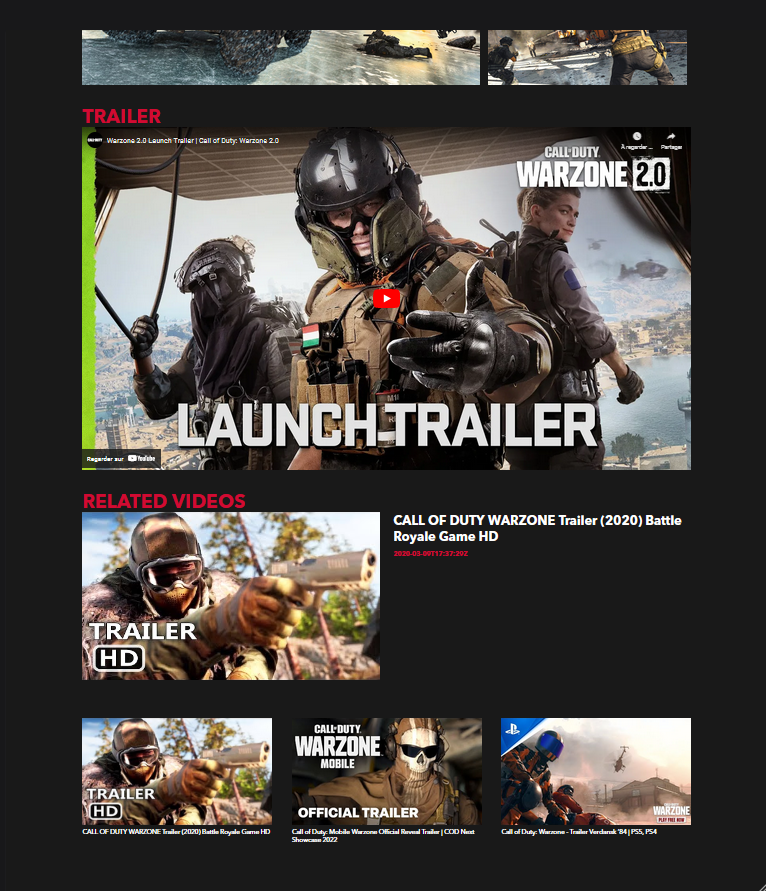 TRAILER
CALL OF DUTY
Warzone 2.0 Launch Trailer | Call of Duty: Warzone 2.0
À regarder ...
Partager
CALL OF DUTY
WARZONE 2.0
LAUNCH TRAILER
Regarder sur YouTube
RELATED VIDEOS
TRAILER
HD
CALL OF DUTY WARZONE Trailer (2020) Battle
Royale Game HD
2020-03-09T17:37:29Z
TRAILER
HD
CALL OF DUTY WARZONE Trailer (2020) Battle Royale Game HD
CALL OF DUTY
WARZONE
MOBILE
OFFICIAL TRAILER
Call of Duty: Mobile Warzone Official Reveal Trailer | COD Next
Showcase 2022
WARZONE
PLAY FREE NOW
Call of Duty: Warzone - Trailer Verdansk '84 | PS5, PS4